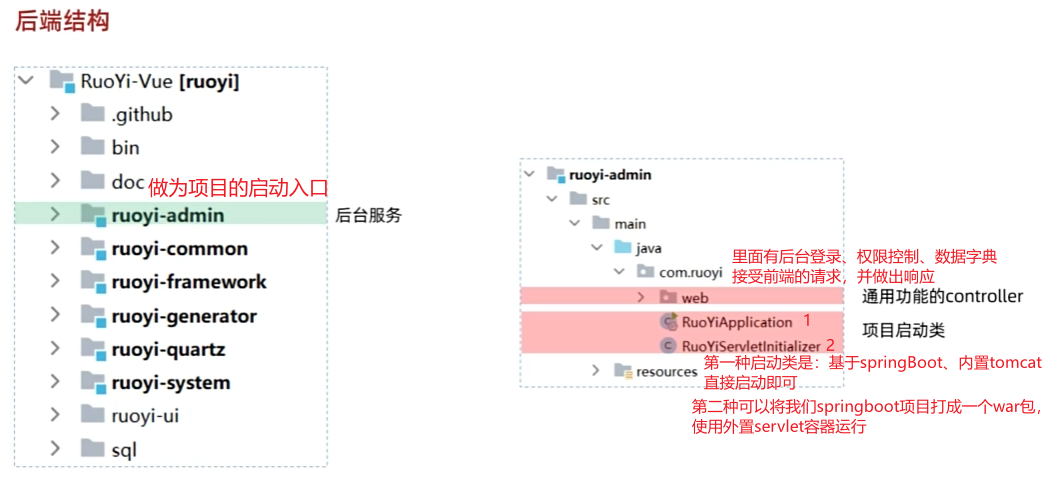 后端结构
RuoYi-Vue [ruoyi]
.github
bin
doc
做为项目的启动入口
ruoyi-admin
后台服务
ruoyi-common
ruoyi-framework
ruoyi-generator
ruoyi-quartz
ruoyi-system
ruoyi-ui
sql
ruoyi-admin
src
main
java
com.ruoyi
里面有后台登录、权限控制、数据字典
接受前端的请求，并做出响应
web
通用功能的controller
RuoYiApplication 1
项目启动类
RuoYiServletInitializer 2
resources
第一种启动类是：基于springBoot、内置tomcat
直接启动即可
第二种可以将我们springboot项目打成一个war包，
使用外置servlet容器运行